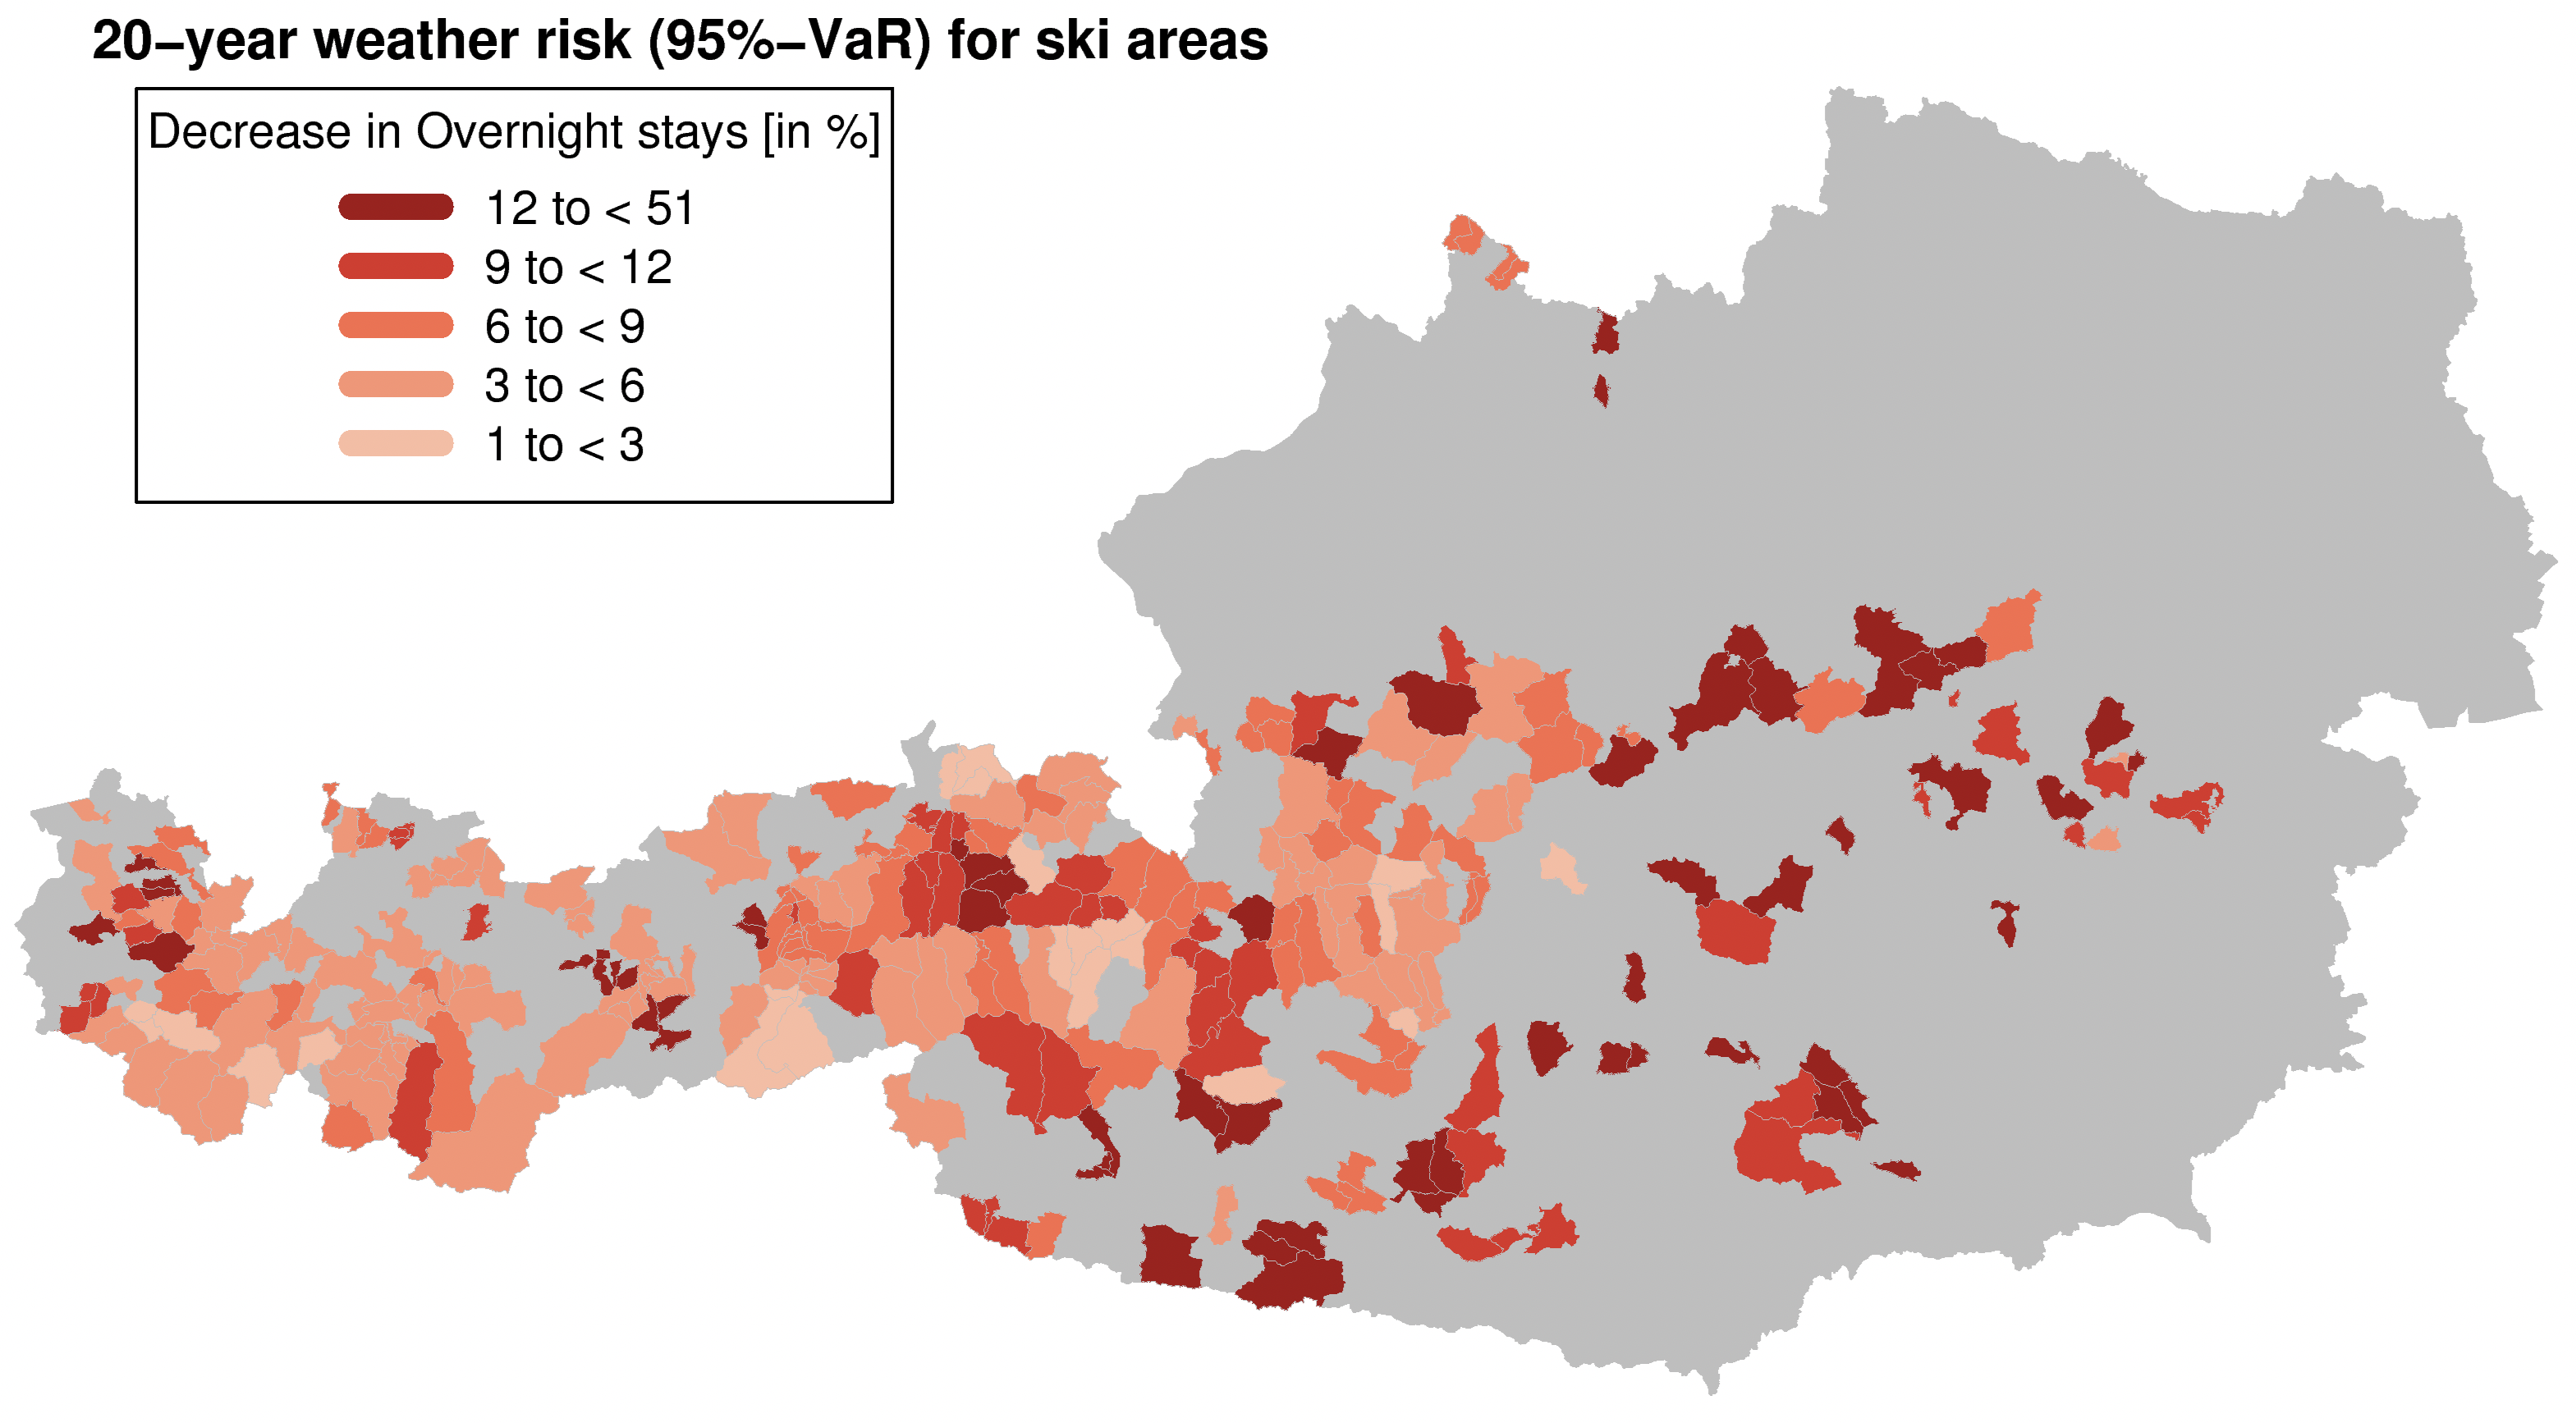 20−year weather risk (95%−VaR) for ski areas
Decrease in Overnight stays [in %]
12 to < 51
9 to < 12
6 to < 9
3 to < 6
1 to < 3